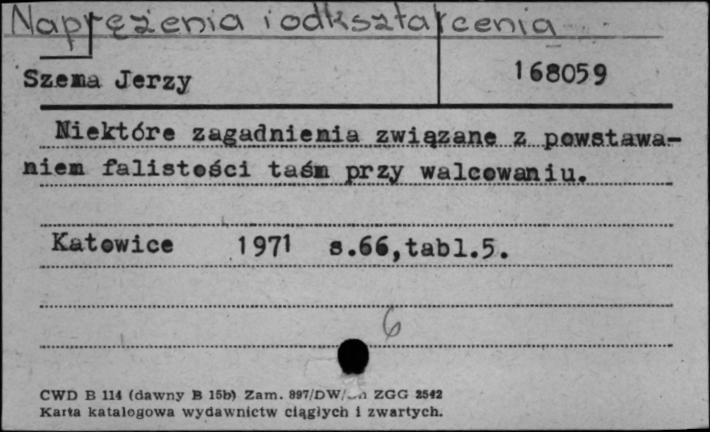 Naprężenia i odkształcenia
Szema Jerzy
168059
Niektóre zagadnienia związane z powstawa-
niem falistości taśm przy walcowaniu.
Katowice 1971 s.66,tabl.5.
6
CWD B 114 (dawny B 15b) Zam. 897/DW/ ZGG 2542
Karta katalogowa wydawnictw ciągłych i zwartych.